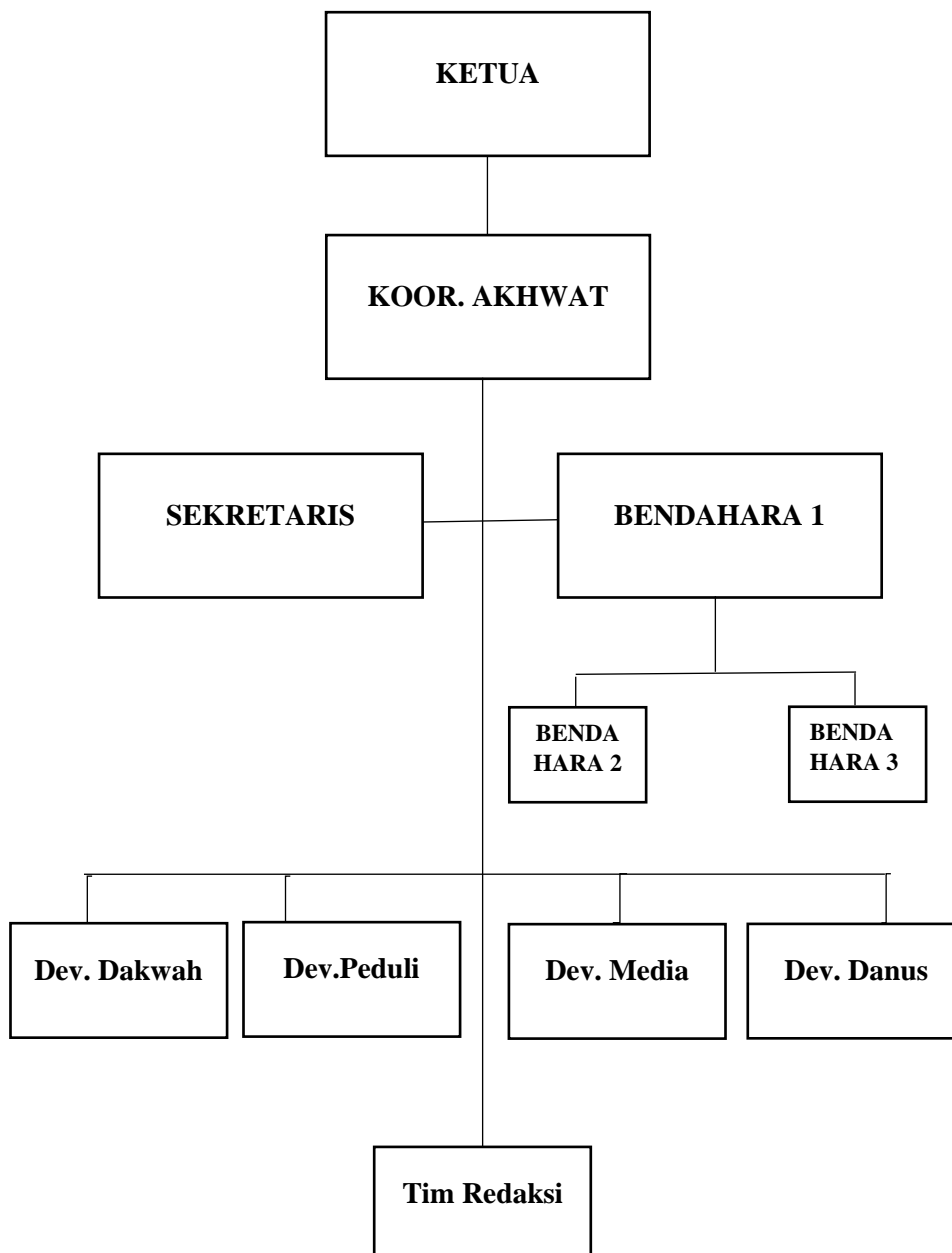 KETUA
KOOR. AKHWAT
SEKRETARIS
BENDAHARA 1
BENDA
HARA 2
BENDA
HARA 3
Dev. Dakwah
Dev.Peduli
Dev. Media
Dev. Danus
Tim Redaksi